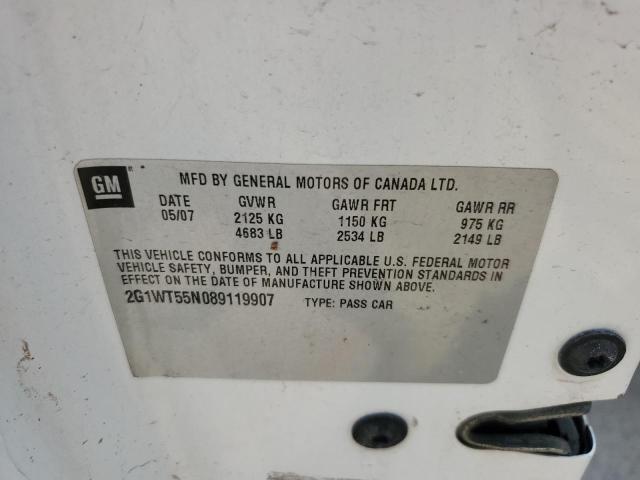 GM
MFD BY GENERAL MOTORS OF CANADA LTD.
DATE GVWR GAWR FRT GAWR RR
05/07 2125 KG 1150 KG 975 KG
4683 LB 2534 LB 2149 LB
THIS VEHICLE CONFORMS TO ALL APPLICABLE U.S. FEDERAL MOTOR
VEHICLE SAFETY, BUMPER, AND THEFT PREVENTION STANDARDS IN
EFFECT ON THE DATE OF MANUFACTURE SHOWN ABOVE.
2G1WT55N089119907 TYPE: PASS CAR